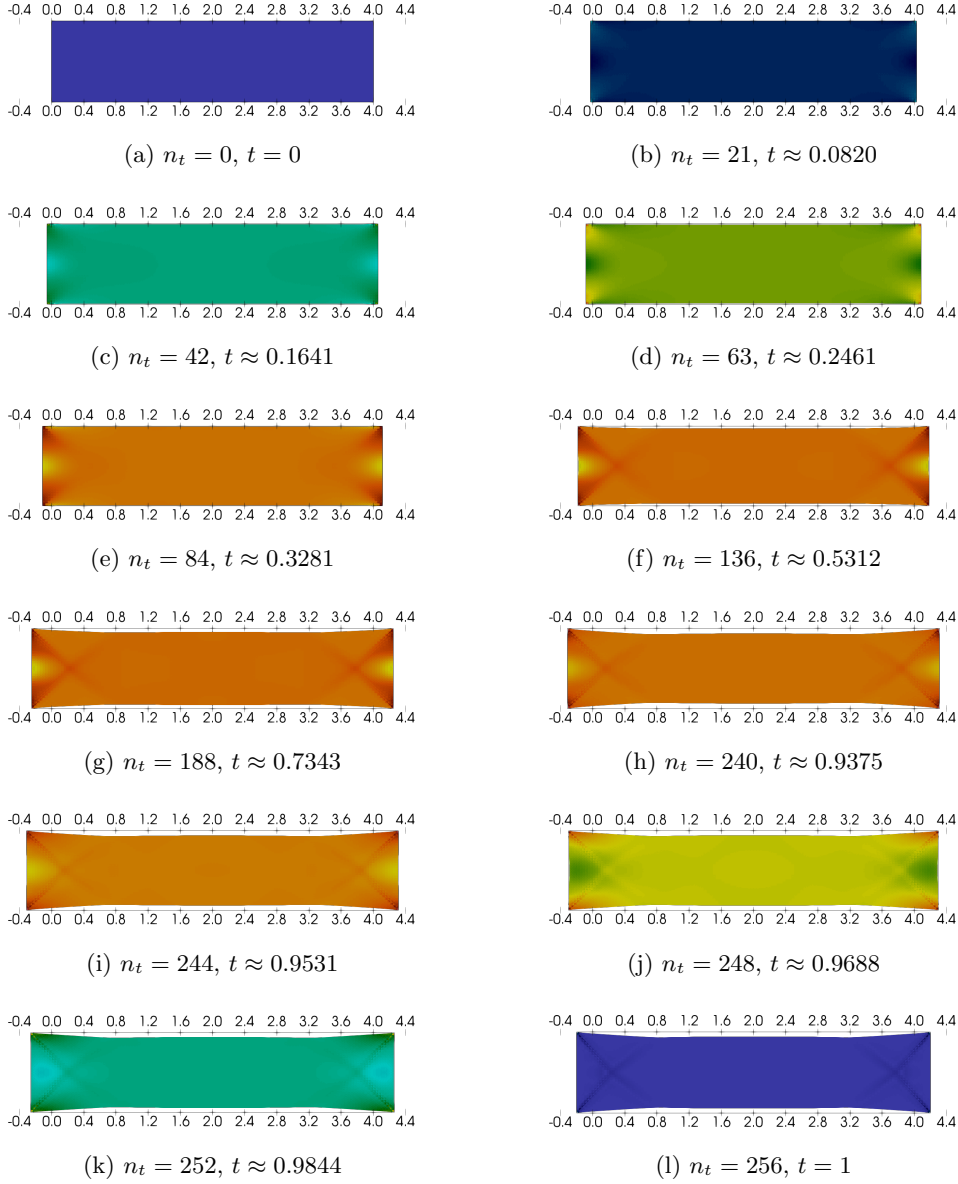 -0.4 0.0 0.4 0.8 1.2 1.6 2.0 2.4 2.8 3.2 3.6 4.0 4.4
-0.4 0.0 0.4 0.8 1.2 1.6 2.0 2.4 2.8 3.2 3.6 4.0 4.4
(a) n_t = 0, t = 0
-0.4 0.0 0.4 0.8 1.2 1.6 2.0 2.4 2.8 3.2 3.6 4.0 4.4
-0.4 0.0 0.4 0.8 1.2 1.6 2.0 2.4 2.8 3.2 3.6 4.0 4.4
(b) n_t = 21, t ≈ 0.0820
-0.4 0.0 0.4 0.8 1.2 1.6 2.0 2.4 2.8 3.2 3.6 4.0 4.4
-0.4 0.0 0.4 0.8 1.2 1.6 2.0 2.4 2.8 3.2 3.6 4.0 4.4
(c) n_t = 42, t ≈ 0.1641
-0.4 0.0 0.4 0.8 1.2 1.6 2.0 2.4 2.8 3.2 3.6 4.0 4.4
-0.4 0.0 0.4 0.8 1.2 1.6 2.0 2.4 2.8 3.2 3.6 4.0 4.4
(d) n_t = 63, t ≈ 0.2461
-0.4 0.0 0.4 0.8 1.2 1.6 2.0 2.4 2.8 3.2 3.6 4.0 4.4
-0.4 0.0 0.4 0.8 1.2 1.6 2.0 2.4 2.8 3.2 3.6 4.0 4.4
(e) n_t = 84, t ≈ 0.3281
-0.4 0.0 0.4 0.8 1.2 1.6 2.0 2.4 2.8 3.2 3.6 4.0 4.4
-0.4 0.0 0.4 0.8 1.2 1.6 2.0 2.4 2.8 3.2 3.6 4.0 4.4
(f) n_t = 136, t ≈ 0.5312
-0.4 0.0 0.4 0.8 1.2 1.6 2.0 2.4 2.8 3.2 3.6 4.0 4.4
-0.4 0.0 0.4 0.8 1.2 1.6 2.0 2.4 2.8 3.2 3.6 4.0 4.4
(g) n_t = 188, t ≈ 0.7343
-0.4 0.0 0.4 0.8 1.2 1.6 2.0 2.4 2.8 3.2 3.6 4.0 4.4
-0.4 0.0 0.4 0.8 1.2 1.6 2.0 2.4 2.8 3.2 3.6 4.0 4.4
(h) n_t = 240, t ≈ 0.9375
-0.4 0.0 0.4 0.8 1.2 1.6 2.0 2.4 2.8 3.2 3.6 4.0 4.4
-0.4 0.0 0.4 0.8 1.2 1.6 2.0 2.4 2.8 3.2 3.6 4.0 4.4
(i) n_t = 244, t ≈ 0.9531
-0.4 0.0 0.4 0.8 1.2 1.6 2.0 2.4 2.8 3.2 3.6 4.0 4.4
-0.4 0.0 0.4 0.8 1.2 1.6 2.0 2.4 2.8 3.2 3.6 4.0 4.4
(j) n_t = 248, t ≈ 0.9688
-0.4 0.0 0.4 0.8 1.2 1.6 2.0 2.4 2.8 3.2 3.6 4.0 4.4
-0.4 0.0 0.4 0.8 1.2 1.6 2.0 2.4 2.8 3.2 3.6 4.0 4.4
(k) n_t = 252, t ≈ 0.9844
-0.4 0.0 0.4 0.8 1.2 1.6 2.0 2.4 2.8 3.2 3.6 4.0 4.4
-0.4 0.0 0.4 0.8 1.2 1.6 2.0 2.4 2.8 3.2 3.6 4.0 4.4
(l) n_t = 256, t = 1